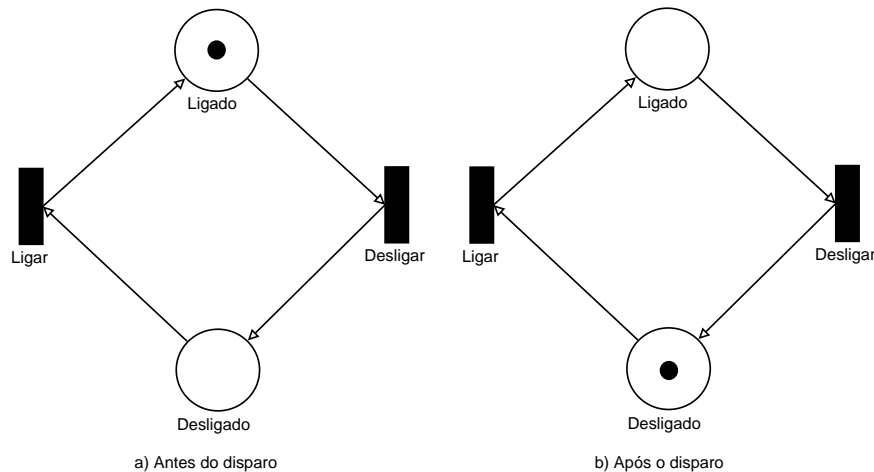 Ligado
Ligar
Desligar
Desligado
a) Antes do disparo
Ligado
Ligar
Desligar
Desligado
b) Após o disparo